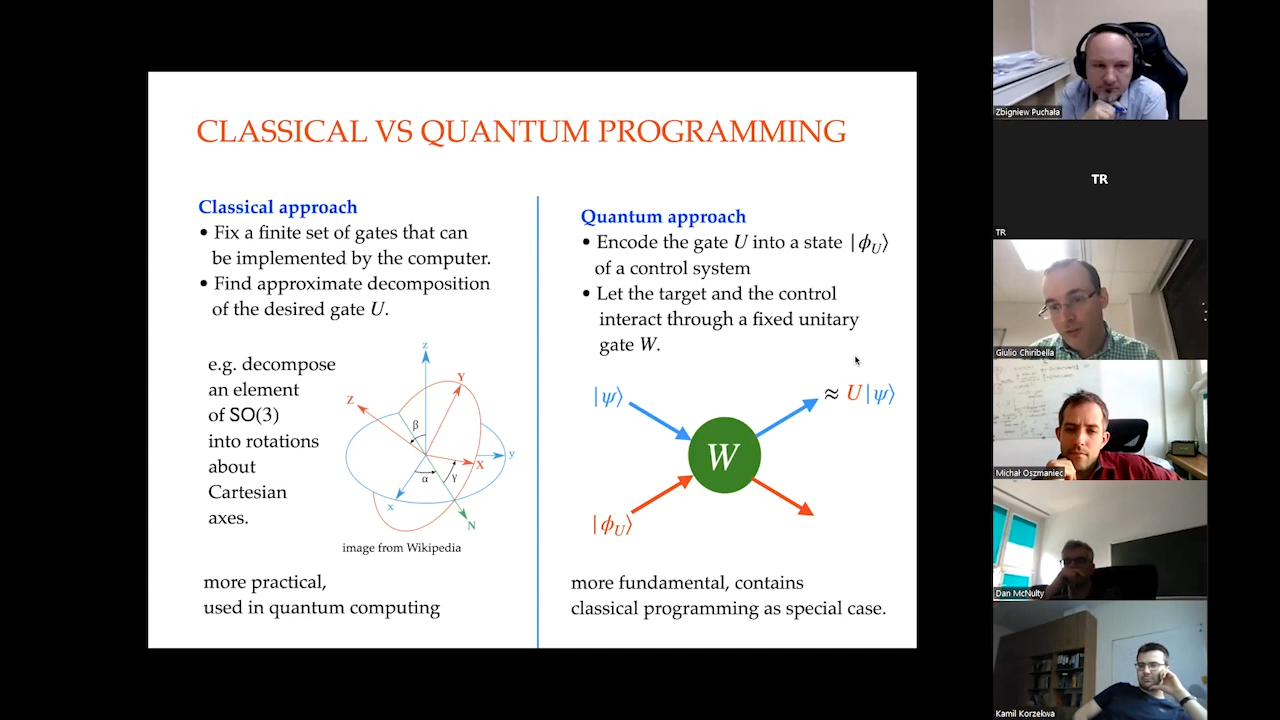 CLASSICAL VS QUANTUM PROGRAMMING
Classical approach
• Fix a finite set of gates that can
be implemented by the computer.
• Find approximate decomposition
of the desired gate U.
e.g. decompose
an element
of SO(3)
into rotations
about
Cartesian
axes.
z
Y
Z
β
y
X
α
γ
x
N
image from Wikipedia
more practical,
used in quantum computing
Quantum approach
• Encode the gate U into a state |ϕ_U⟩
of a control system
• Let the target and the control
interact through a fixed unitary
gate W.
|ψ⟩
≈ U|ψ⟩
W
|ϕ_U⟩
more fundamental, contains
classical programming as special case.
Zbigniew Puchała
TR
TR
Giulio Chiribella
Michał Oszmaniec
Dan McNulty
Kamil Korzekwa